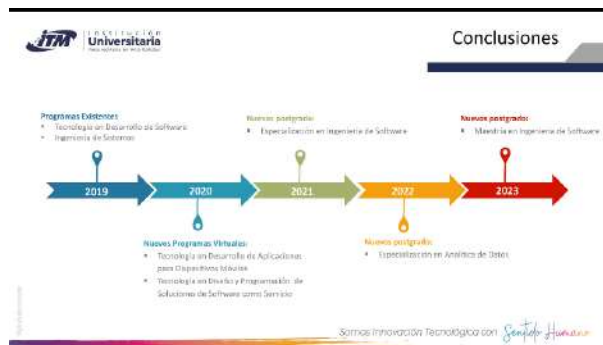 iTM
Institución
Universitaria
Conclusiones
Programas Existentes:
Tecnología en Desarrollo de Software
Ingeniería de Sistemas
Nuevos postgrado:
Especialización en Ingeniería de Software
Nuevos postgrado:
Maestría en Ingeniería de Software
2019
2020
2021
2022
2023
Nuevos Programas Virtuales:
Tecnología en Desarrollo de Aplicaciones
para Dispositivos Móviles
Tecnología en Diseño y Programación de
Soluciones de Software como Servicio
Nuevos postgrado:
Especialización en Analítica de Datos
Somos Innovación Tecnológica con Sentido Humano